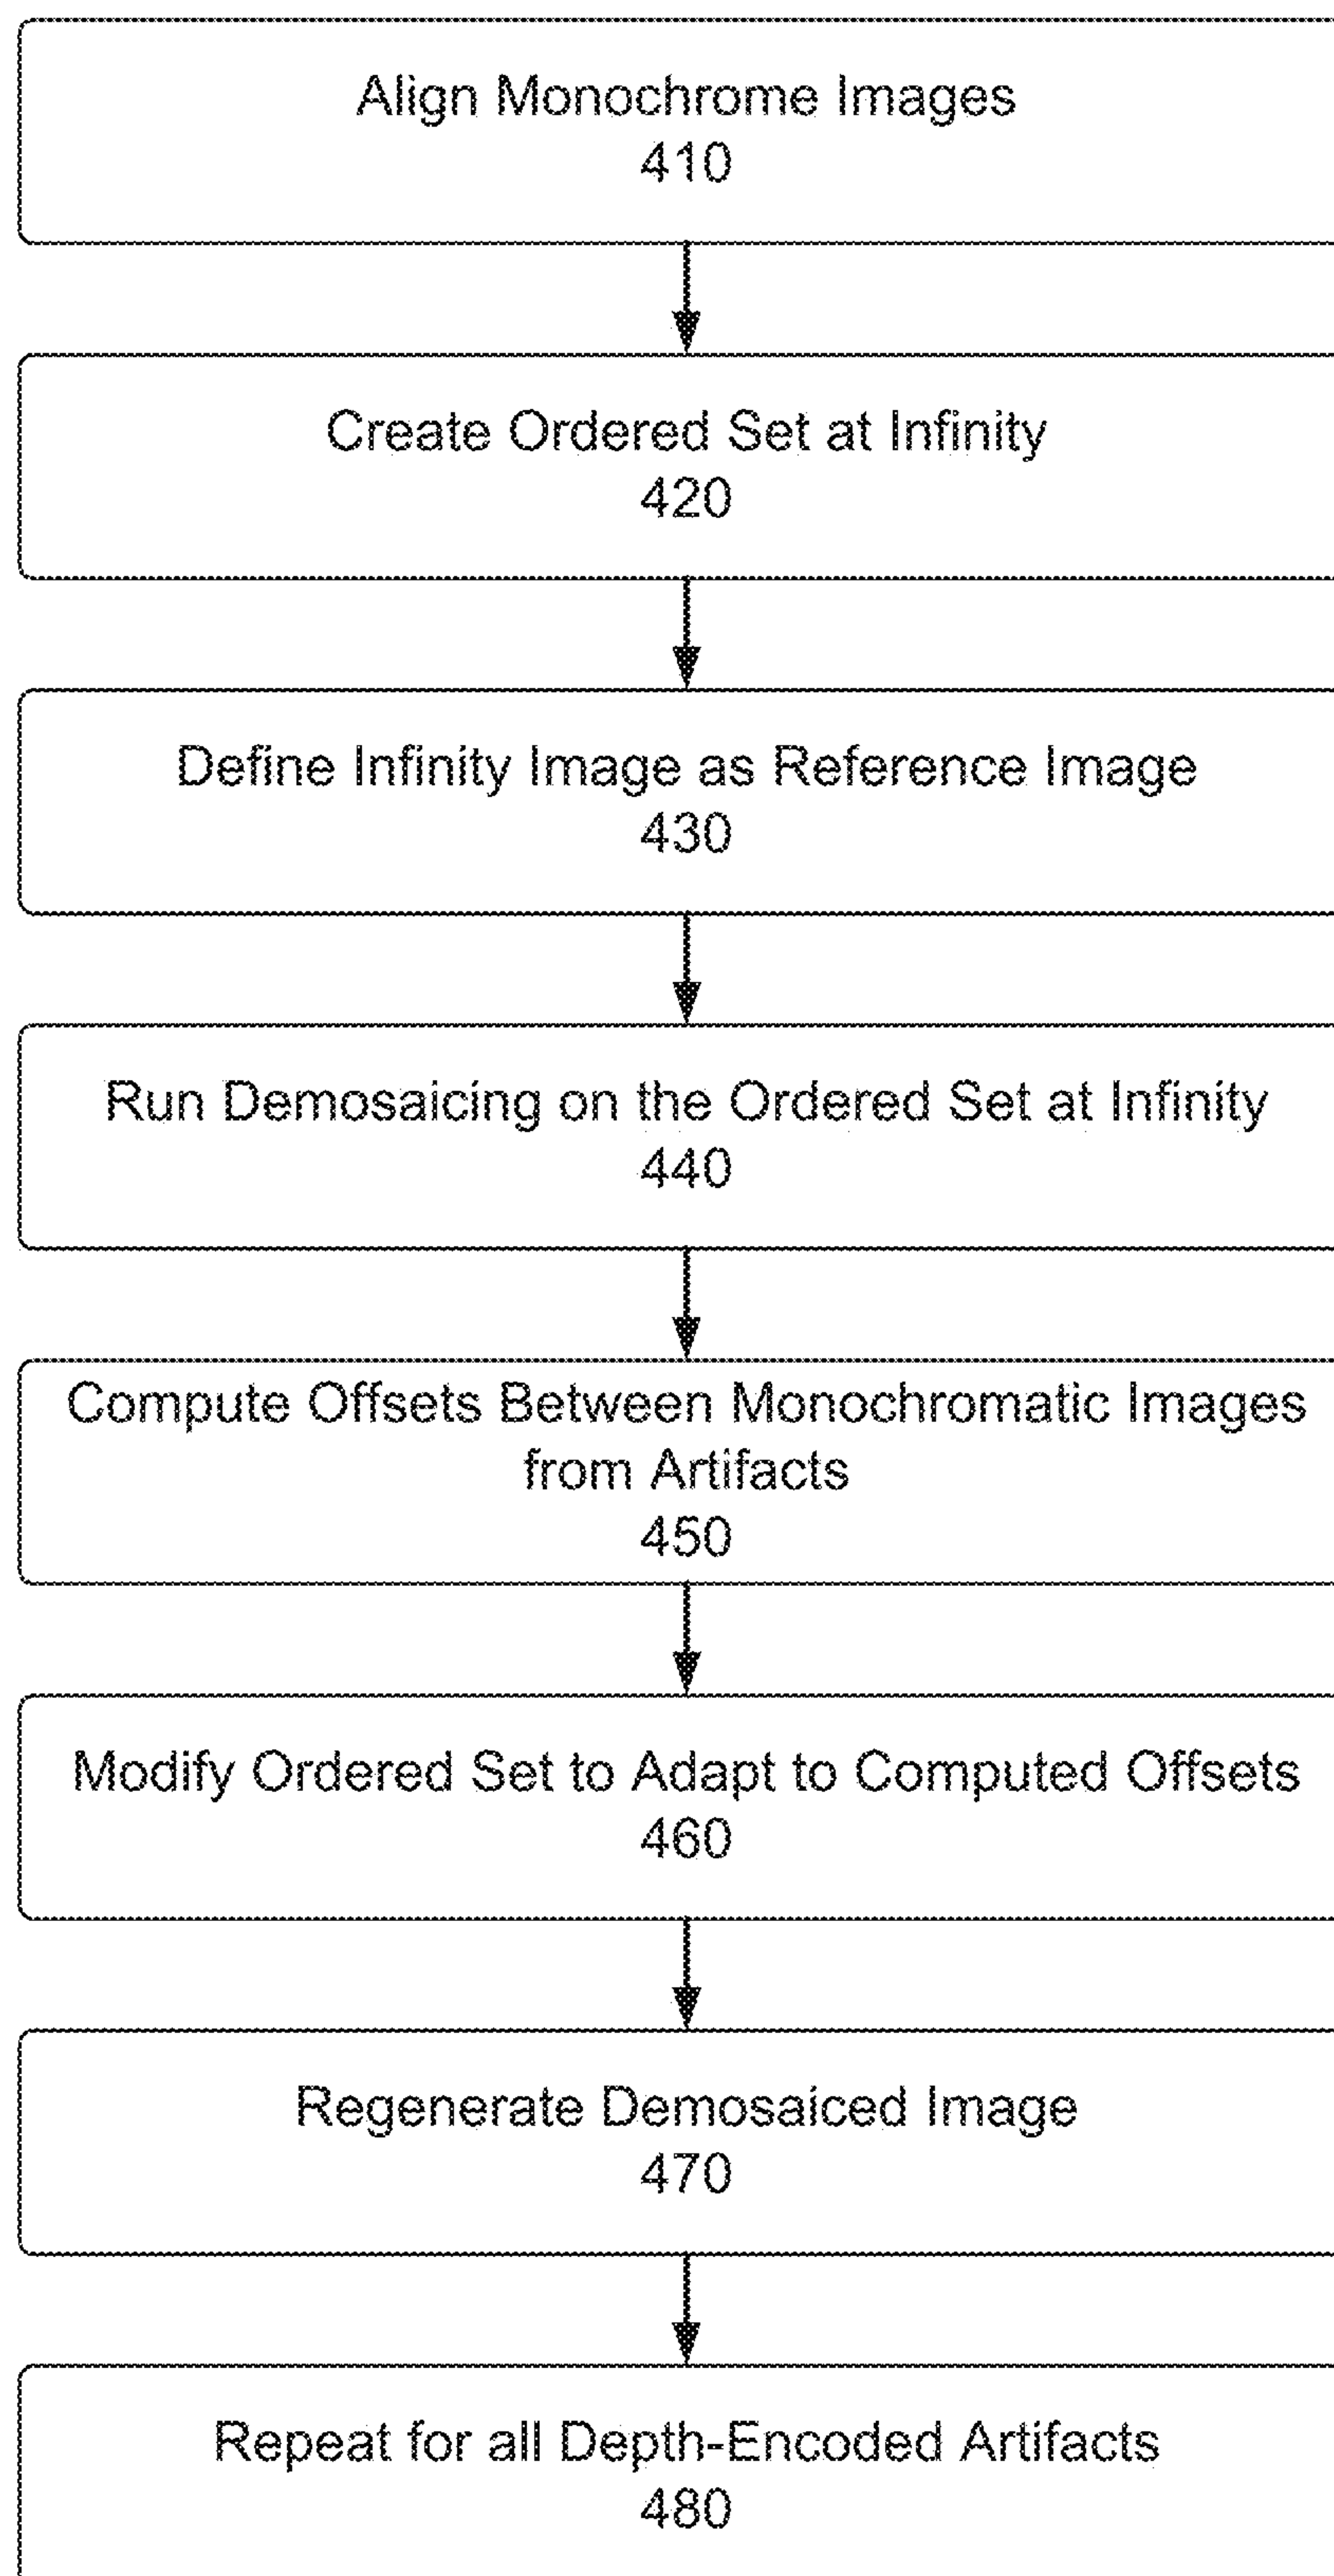 Align Monochrome Images
410
Create Ordered Set at Infinity
420
Define Infinity Image as Reference Image
430
Run Demosaicing on the Ordered Set at Infinity
440
Compute Offsets Between Monochromatic Images
from Artifacts
450
Modify Ordered Set to Adapt to Computed Offsets
460
Regenerate Demosaiced Image
470
Repeat for all Depth-Encoded Artifacts
480